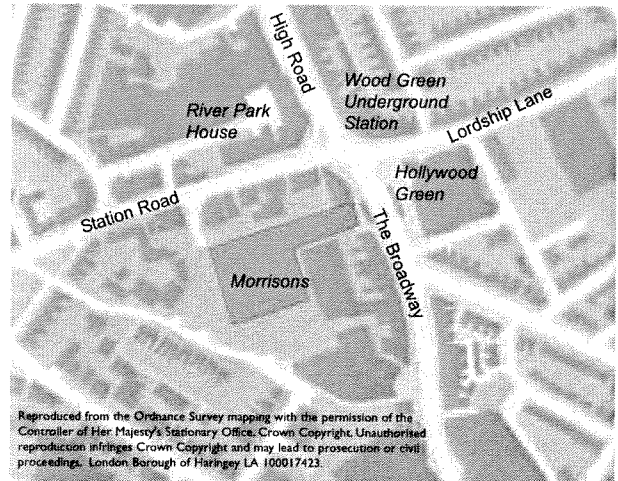 High Road
Wood Green
Underground
Station
River Park
House
Lordship Lane
Hollywood
Green
Station Road
The Broadway
Morrisons
Reproduced from the Ordnance Survey mapping with the permission of the
Controller of Her Majesty's Stationary Office. Crown Copyright. Unauthorised
reproduction infringes Crown Copyright and may lead to prosecution or civil
proceedings. London Borough of Haringey LA 100017423.